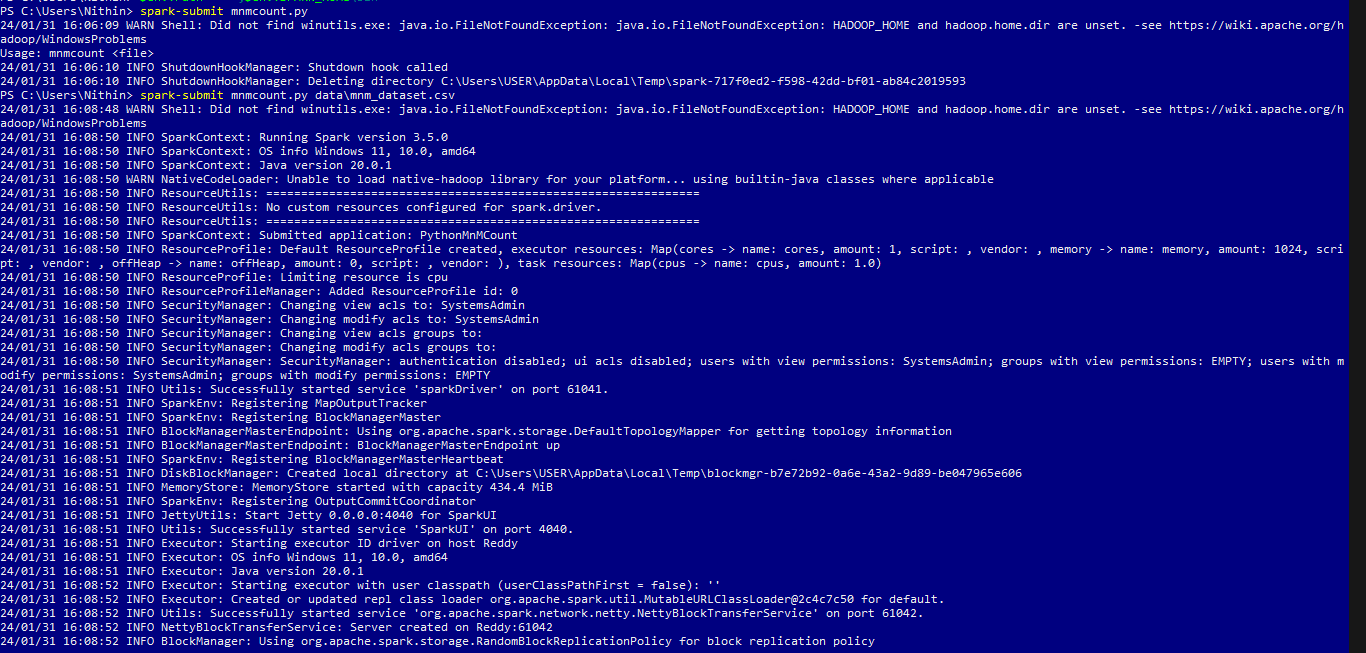 PS C:\Users\Nithin> spark-submit mnmcount.py
24/01/31 16:06:09 WARN Shell: Did not find winutils.exe: java.io.FileNotFoundException: java.io.FileNotFoundException: HADOOP_HOME and hadoop.home.dir are unset. -see https://wiki.apache.org/h
adoop/WindowsProblems
Usage: mnmcount <file>
24/01/31 16:06:10 INFO ShutdownHookManager: Shutdown hook called
24/01/31 16:06:10 INFO ShutdownHookManager: Deleting directory C:\Users\USER\AppData\Local\Temp\spark-717f0ed2-f598-42dd-bf01-ab84c2019593
PS C:\Users\Nithin> spark-submit mnmcount.py data\mnm_dataset.csv
24/01/31 16:08:48 WARN Shell: Did not find winutils.exe: java.io.FileNotFoundException: java.io.FileNotFoundException: HADOOP_HOME and hadoop.home.dir are unset. -see https://wiki.apache.org/h
adoop/WindowsProblems
24/01/31 16:08:50 INFO SparkContext: Running Spark version 3.5.0
24/01/31 16:08:50 INFO SparkContext: OS info Windows 11, 10.0, amd64
24/01/31 16:08:50 INFO SparkContext: Java version 20.0.1
24/01/31 16:08:50 WARN NativeCodeLoader: Unable to load native-hadoop library for your platform... using builtin-java classes where applicable
24/01/31 16:08:50 INFO ResourceUtils: ==============================================================
24/01/31 16:08:50 INFO ResourceUtils: No custom resources configured for spark.driver.
24/01/31 16:08:50 INFO ResourceUtils: ==============================================================
24/01/31 16:08:50 INFO SparkContext: Submitted application: PythonMnMCount
24/01/31 16:08:50 INFO ResourceProfile: Default ResourceProfile created, executor resources: Map(cores -> name: cores, amount: 1, script: , vendor: , memory -> name: memory, amount: 1024, scri
pt: , vendor: , offHeap -> name: offHeap, amount: 0, script: , vendor: ), task resources: Map(cpus -> name: cpus, amount: 1.0)
24/01/31 16:08:50 INFO ResourceProfile: Limiting resource is cpu
24/01/31 16:08:50 INFO ResourceProfileManager: Added ResourceProfile id: 0
24/01/31 16:08:50 INFO SecurityManager: Changing view acls to: SystemsAdmin
24/01/31 16:08:50 INFO SecurityManager: Changing modify acls to: SystemsAdmin
24/01/31 16:08:50 INFO SecurityManager: Changing view acls groups to:
24/01/31 16:08:50 INFO SecurityManager: Changing modify acls groups to:
24/01/31 16:08:50 INFO SecurityManager: SecurityManager: authentication disabled; ui acls disabled; users with view permissions: SystemsAdmin; groups with view permissions: EMPTY; users with m
odify permissions: SystemsAdmin; groups with modify permissions: EMPTY
24/01/31 16:08:51 INFO Utils: Successfully started service 'sparkDriver' on port 61041.
24/01/31 16:08:51 INFO SparkEnv: Registering MapOutputTracker
24/01/31 16:08:51 INFO SparkEnv: Registering BlockManagerMaster
24/01/31 16:08:51 INFO BlockManagerMasterEndpoint: Using org.apache.spark.storage.DefaultTopologyMapper for getting topology information
24/01/31 16:08:51 INFO BlockManagerMasterEndpoint: BlockManagerMasterEndpoint up
24/01/31 16:08:51 INFO SparkEnv: Registering BlockManagerMasterHeartbeat
24/01/31 16:08:51 INFO DiskBlockManager: Created local directory at C:\Users\USER\AppData\Local\Temp\blockmgr-b7e72b92-0a6e-43a2-9d89-be047965e606
24/01/31 16:08:51 INFO MemoryStore: MemoryStore started with capacity 434.4 MiB
24/01/31 16:08:51 INFO SparkEnv: Registering OutputCommitCoordinator
24/01/31 16:08:51 INFO JettyUtils: Start Jetty 0.0.0.0:4040 for SparkUI
24/01/31 16:08:51 INFO Utils: Successfully started service 'SparkUI' on port 4040.
24/01/31 16:08:51 INFO Executor: Starting executor ID driver on host Reddy
24/01/31 16:08:51 INFO Executor: OS info Windows 11, 10.0, amd64
24/01/31 16:08:51 INFO Executor: Java version 20.0.1
24/01/31 16:08:52 INFO Executor: Starting executor with user classpath (userClassPathFirst = false): ''
24/01/31 16:08:52 INFO Executor: Created or updated repl class loader org.apache.spark.util.MutableURLClassLoader@2c4c7c50 for default.
24/01/31 16:08:52 INFO Utils: Successfully started service 'org.apache.spark.network.netty.NettyBlockTransferService' on port 61042.
24/01/31 16:08:52 INFO NettyBlockTransferService: Server created on Reddy:61042
24/01/31 16:08:52 INFO BlockManager: Using org.apache.spark.storage.RandomBlockReplicationPolicy for block replication policy